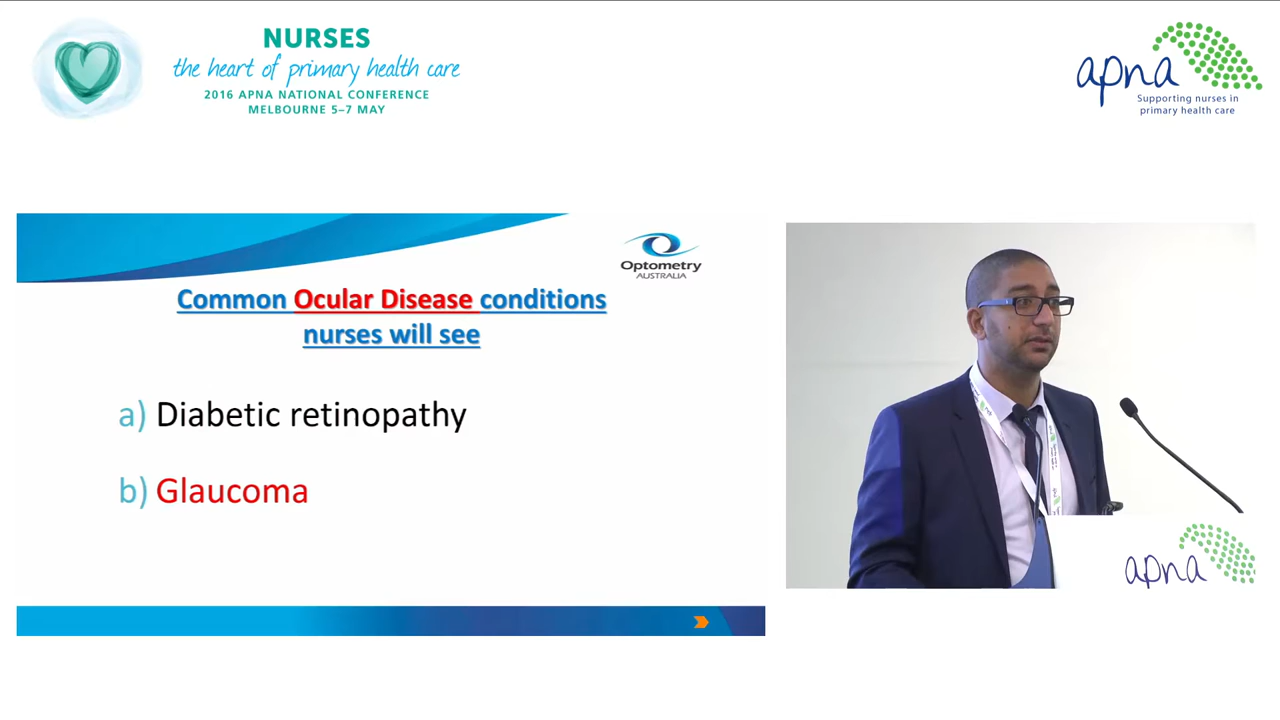 NURSES
the heart of primary health care
2016 APNA NATIONAL CONFERENCE
MELBOURNE 5–7 MAY
apna
Supporting nurses in
primary health care
Optometry
AUSTRALIA
Common Ocular Disease conditions
nurses will see
a) Diabetic retinopathy
b) Glaucoma
apna